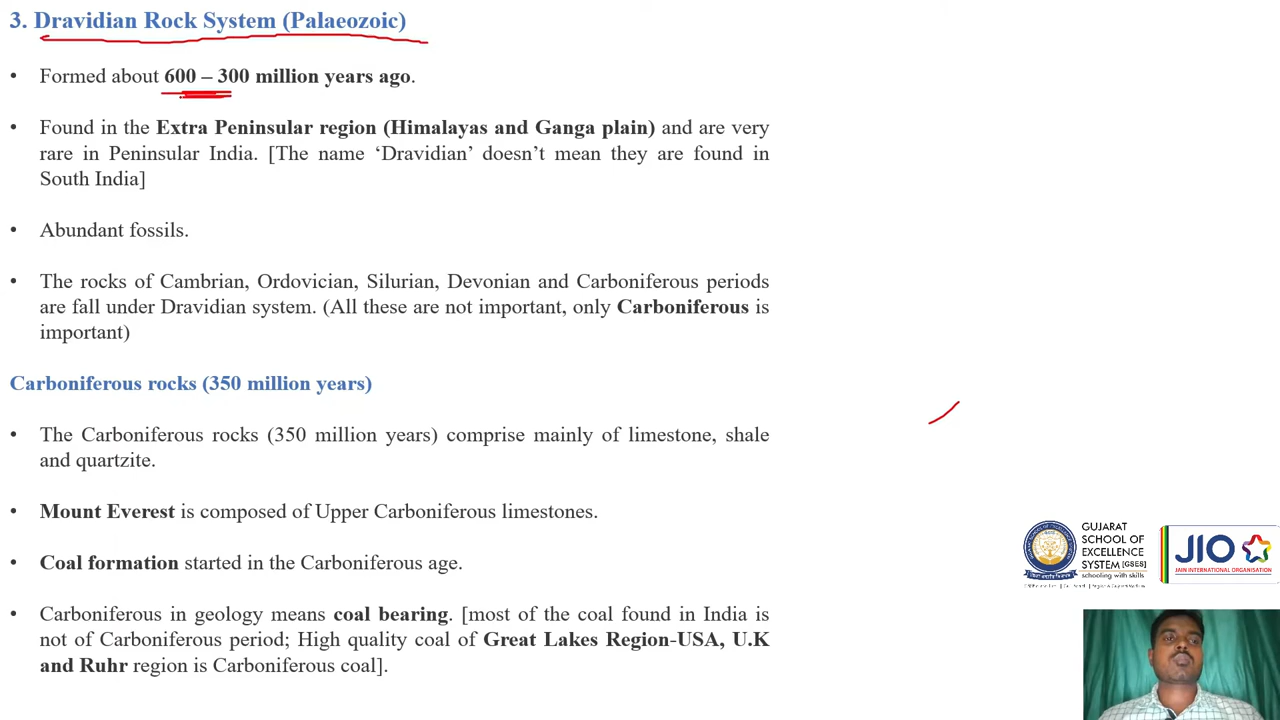 3. Dravidian Rock System (Palaeozoic)
• Formed about 600 – 300 million years ago.
• Found in the Extra Peninsular region (Himalayas and Ganga plain) and are very
rare in Peninsular India. [The name ‘Dravidian’ doesn’t mean they are found in
South India]
• Abundant fossils.
• The rocks of Cambrian, Ordovician, Silurian, Devonian and Carboniferous periods
are fall under Dravidian system. (All these are not important, only Carboniferous is
important)
Carboniferous rocks (350 million years)
• The Carboniferous rocks (350 million years) comprise mainly of limestone, shale
and quartzite.
• Mount Everest is composed of Upper Carboniferous limestones.
• Coal formation started in the Carboniferous age.
• Carboniferous in geology means coal bearing. [most of the coal found in India is
not of Carboniferous period; High quality coal of Great Lakes Region-USA, U.K
and Ruhr region is Carboniferous coal].
GUJARAT
SCHOOL OF
EXCELLENCE
SYSTEM [GSES]
schooling with skills
JIO
JAIN INTERNATIONAL ORGANISATION